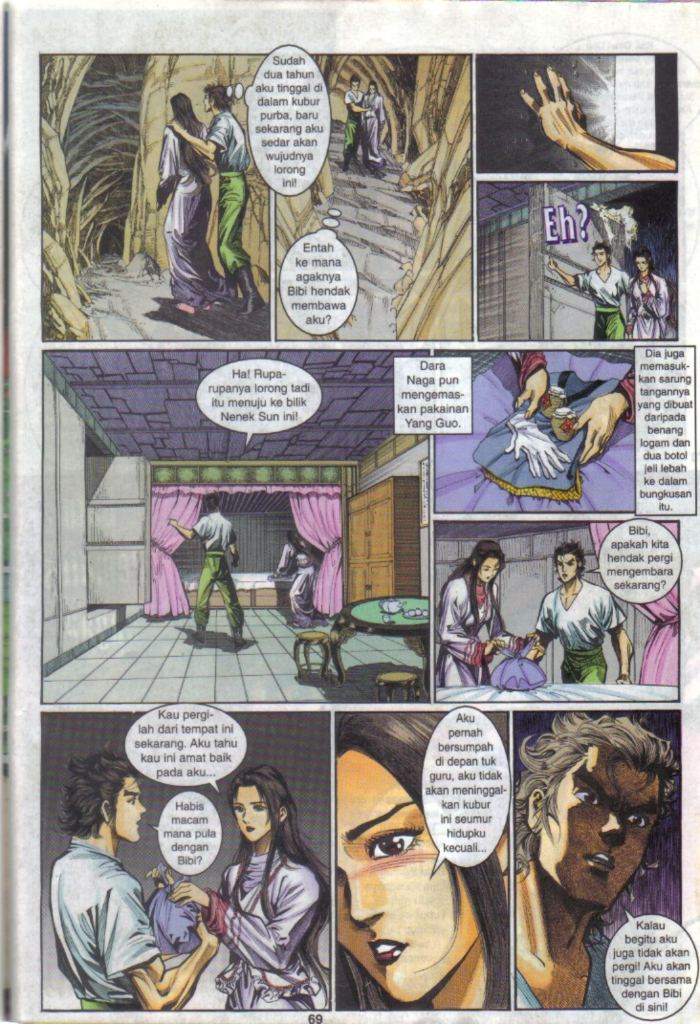 Sudah
dua tahun
aku tinggal di
dalam kubur
purba, baru
sekarang aku
sedar akan
wujudnya
lorong
ini!
Entah
ke mana
agaknya
Bibi hendak
membawa
aku?
Eh?
Ha! Rupa-
rupanya lorong tadi
itu menuju ke bilik
Nenek Sun ini!
Dara
Naga pun
mengemas-
kan pakainan
Yang Guo.
Dia juga
memasuk-
kan sarung
tangannya
yang dibuat
daripada
benang
logam dan
dua botol
jeli lebah
ke dalam
bungkusan
itu.
Bibi,
apakah kita
hendak pergi
mengembara
sekarang?
Kau pergi-
lah dari tempat ini
sekarang. Aku tahu
kau ini amat baik
pada aku...
Habis
macam
mana pula
dengan
Bibi?
Aku
pernah
bersumpah
di depan tuk
guru, aku tidak
akan meninggal-
kan kubur ini
seumur
hidupku
kecuali...
Kalau
begitu aku
juga tidak akan
pergi! Aku akan
tinggal bersama
dengan Bibi
di sini!
69